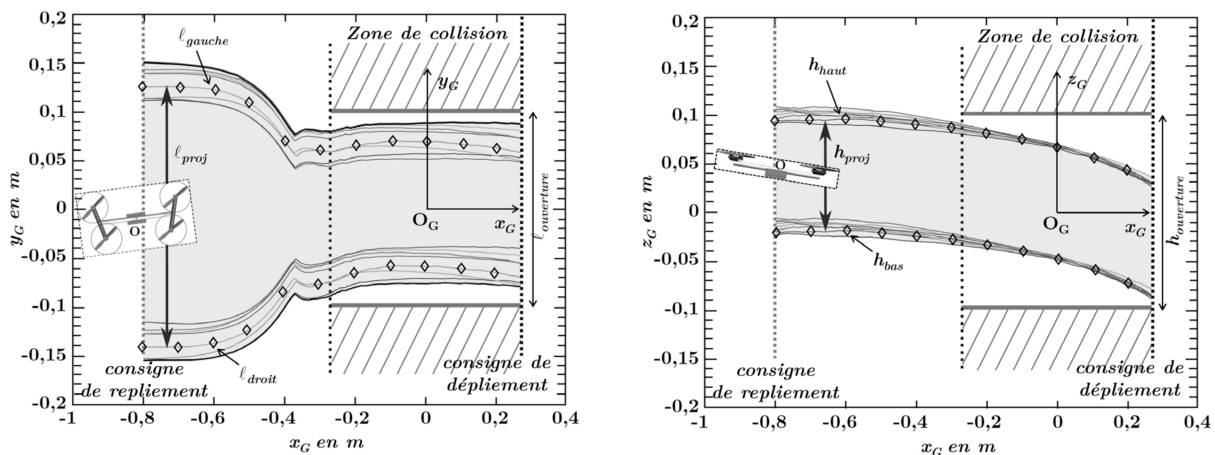 0,2
0,15
0,1
0,05
0
-0,05
-0,1
-0,15
-0,2
y_G en m
-1
-0,8
-0,6
-0,4
-0,2
0
0,2
0,4
x_G en m
ℓ_gauche
ℓ_proj
ℓ_droit
O
Zone de collision
y_G
O_G
x_G
ℓ_ouverture
consigne
de repliement
consigne de
dépliement
0,2
0,15
0,1
0,05
0
-0,05
-0,1
-0,15
-0,2
z_G en m
-1
-0,8
-0,6
-0,4
-0,2
0
0,2
0,4
x_G en m
h_haut
h_proj
h_bas
O
Zone de collision
z_G
O_G
x_G
h_ouverture
consigne
de repliement
consigne de
dépliement